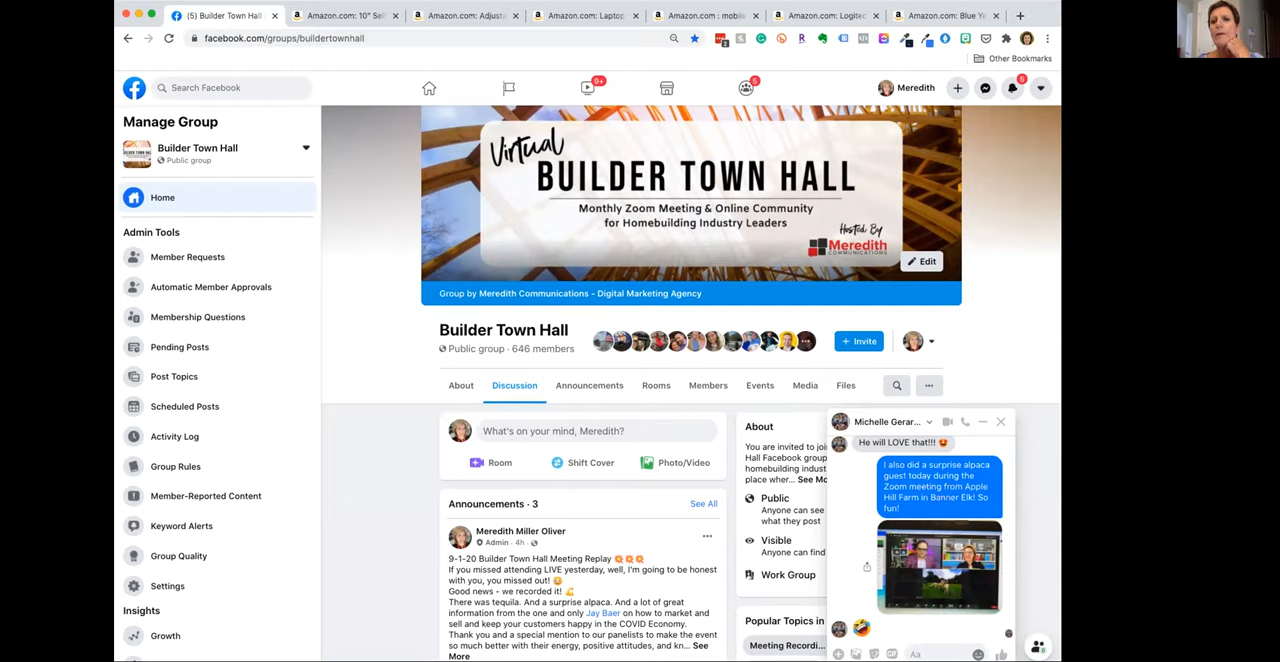 (5) Builder Town Hall
Amazon.com: 10" Sel
Amazon.com: Adjusta
Amazon.com: Laptop
Amazon.com : mobile
Amazon.com: Logitec
Amazon.com: Blue Ye
facebook.com/groups/buildertownhall
Other Bookmarks
Search Facebook
9+
5
Meredith
5
Manage Group
Builder Town Hall
Public group
Home
Admin Tools
Member Requests
Automatic Member Approvals
Membership Questions
Pending Posts
Post Topics
Scheduled Posts
Activity Log
Group Rules
Member-Reported Content
Keyword Alerts
Group Quality
Settings
Insights
Growth
Virtual
BUILDER TOWN HALL
Monthly Zoom Meeting & Online Community
for Homebuilding Industry Leaders
Hosted By
Meredith
COMMUNICATIONS
Edit
Group by Meredith Communications - Digital Marketing Agency
Builder Town Hall
Public group · 646 members
+ Invite
About
Discussion
Announcements
Rooms
Members
Events
Media
Files
What's on your mind, Meredith?
Room
Shift Cover
Photo/Video
Announcements · 3
See All
Meredith Miller Oliver
Admin · 4h ·
9-1-20 Builder Town Hall Meeting Replay 💥💥💥
If you missed attending LIVE yesterday, well, I'm going to be honest
with you, you missed out! 😏
Good news - we recorded it! 💪
There was tequila. And a surprise alpaca. And a lot of great
information from the one and only Jay Baer on how to market and
sell and keep your customers happy in the COVID Economy.
Thank you and a special mention to our panelists to make the event
so much better with their energy, positive attitudes, and kn... See
More
About
You are invited to joi
Hall Facebook group
homebuilding indust
place wher... See Mo
Public
Anyone can see
what they post
Visible
Anyone can find
Work Group
Popular Topics in
Meeting Recordi...
Michelle Gerar...
He will LOVE that!!! 🤩
I also did a surprise alpaca
guest today during the
Zoom meeting from Apple
Hill Farm in Banner Elk! So
fun!
🤣
Aa